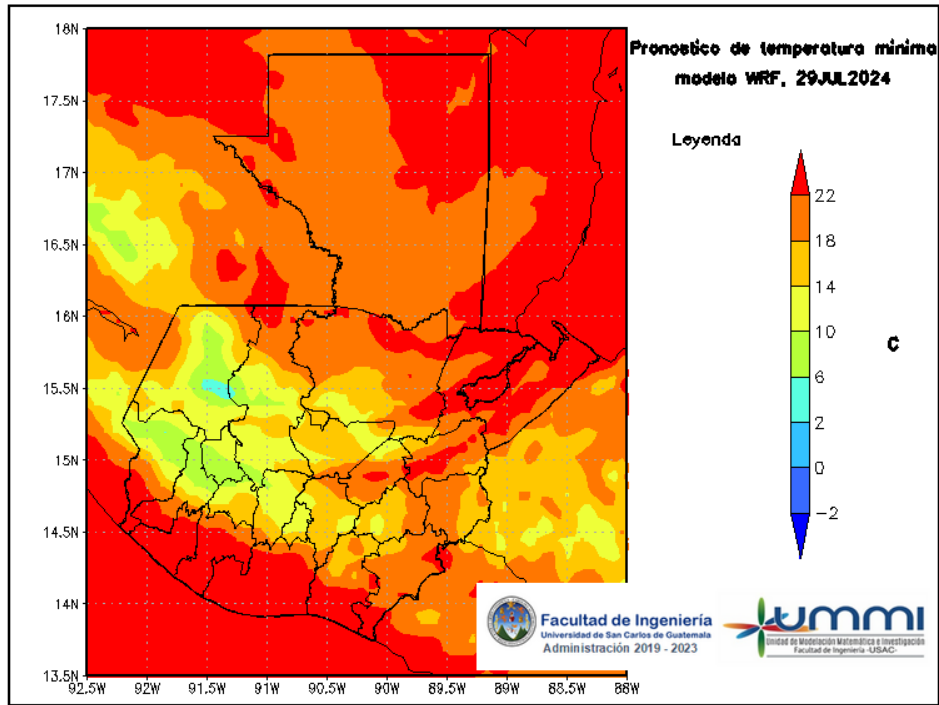 Pronostico de temperatura minima
modelo WRF, 29JUL2024
Leyenda
22
18
14
10
6
2
0
−2
C
18N
17.5N
17N
16.5N
16N
15.5N
15N
14.5N
14N
13.5N
92.5W 92W 91.5W 91W 90.5W 90W 89.5W 89W 88.5W 88W
Facultad de Ingeniería
Universidad de San Carlos de Guatemala
Administración 2019 - 2023
ummi
Unidad de Modelación Matemática e Investigación
Facultad de Ingeniería -USAC-